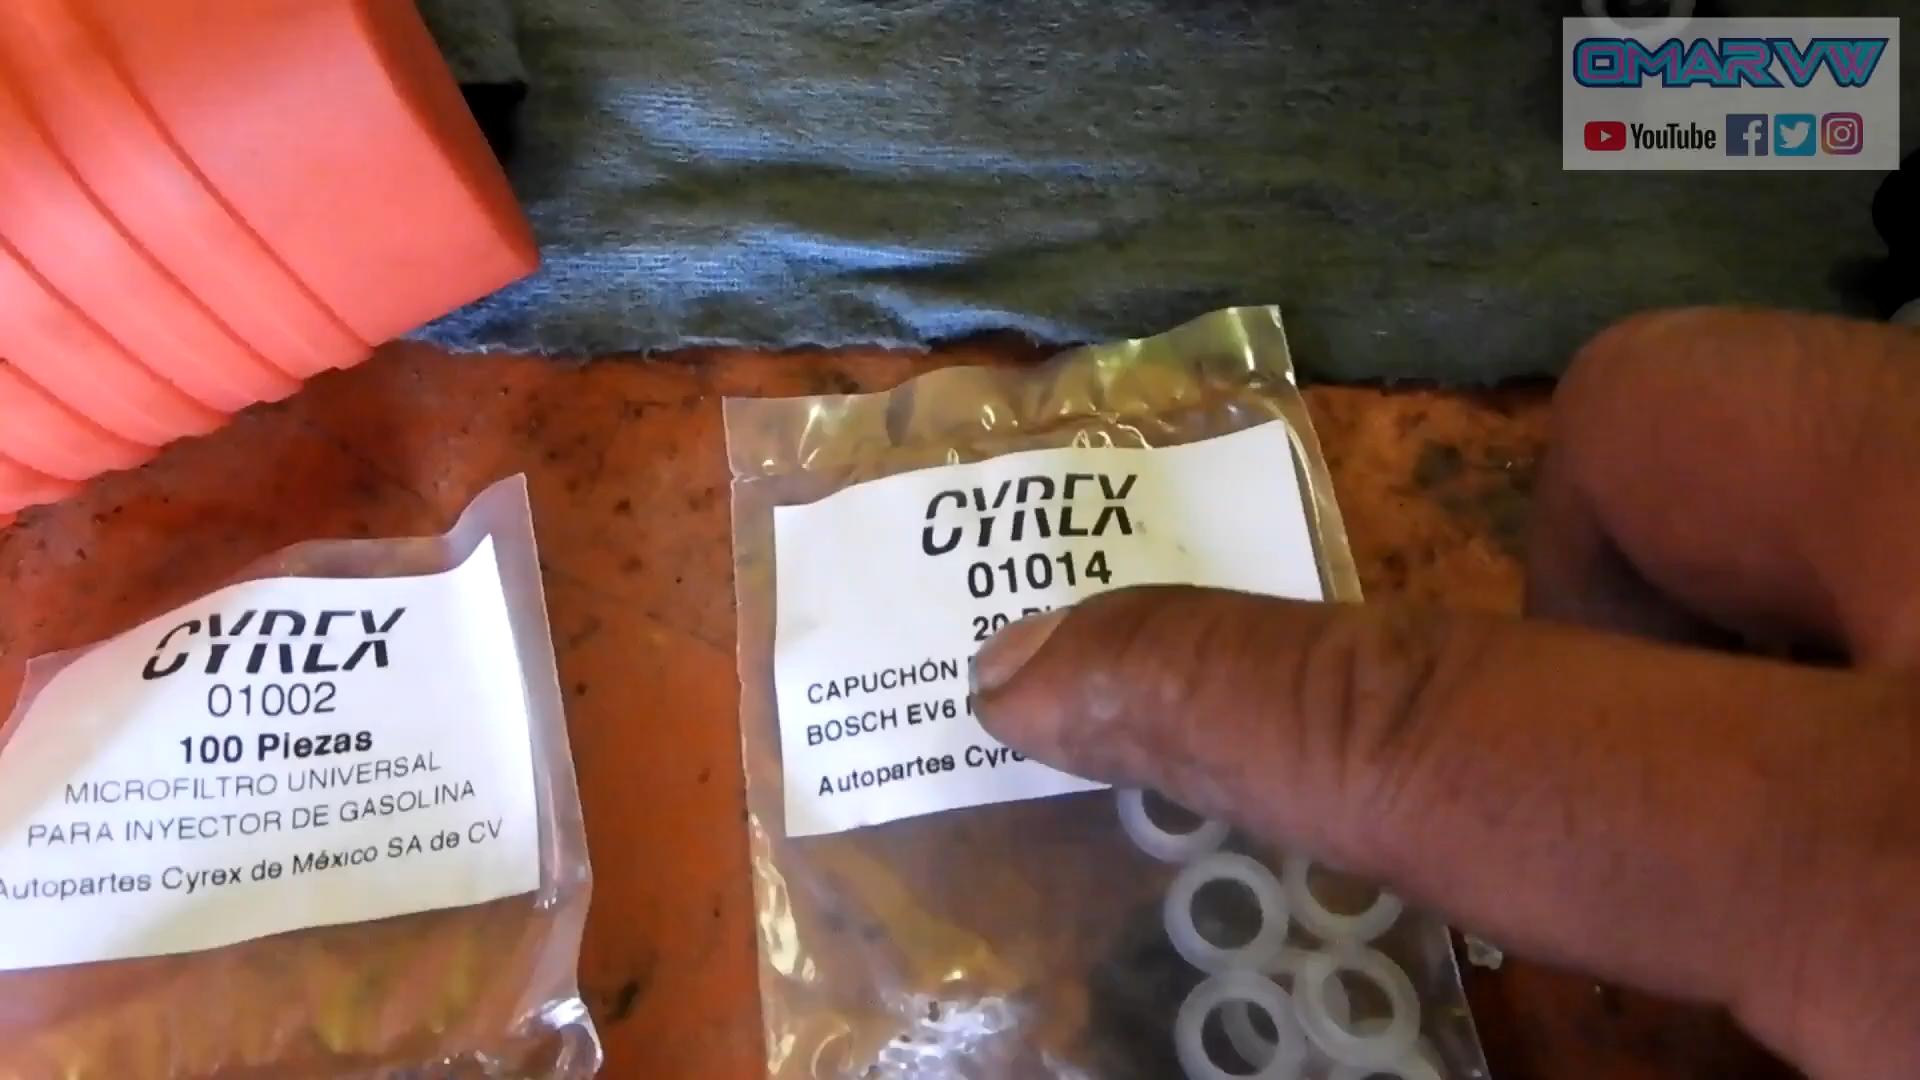 OMARVW
YouTube
CYREX
01002
100 Piezas
MICROFILTRO UNIVERSAL
PARA INYECTOR DE GASOLINA
Autopartes Cyrex de México SA de CV
CYREX
01014
20
CAPUCHÓN
BOSCH EV6
Autopartes